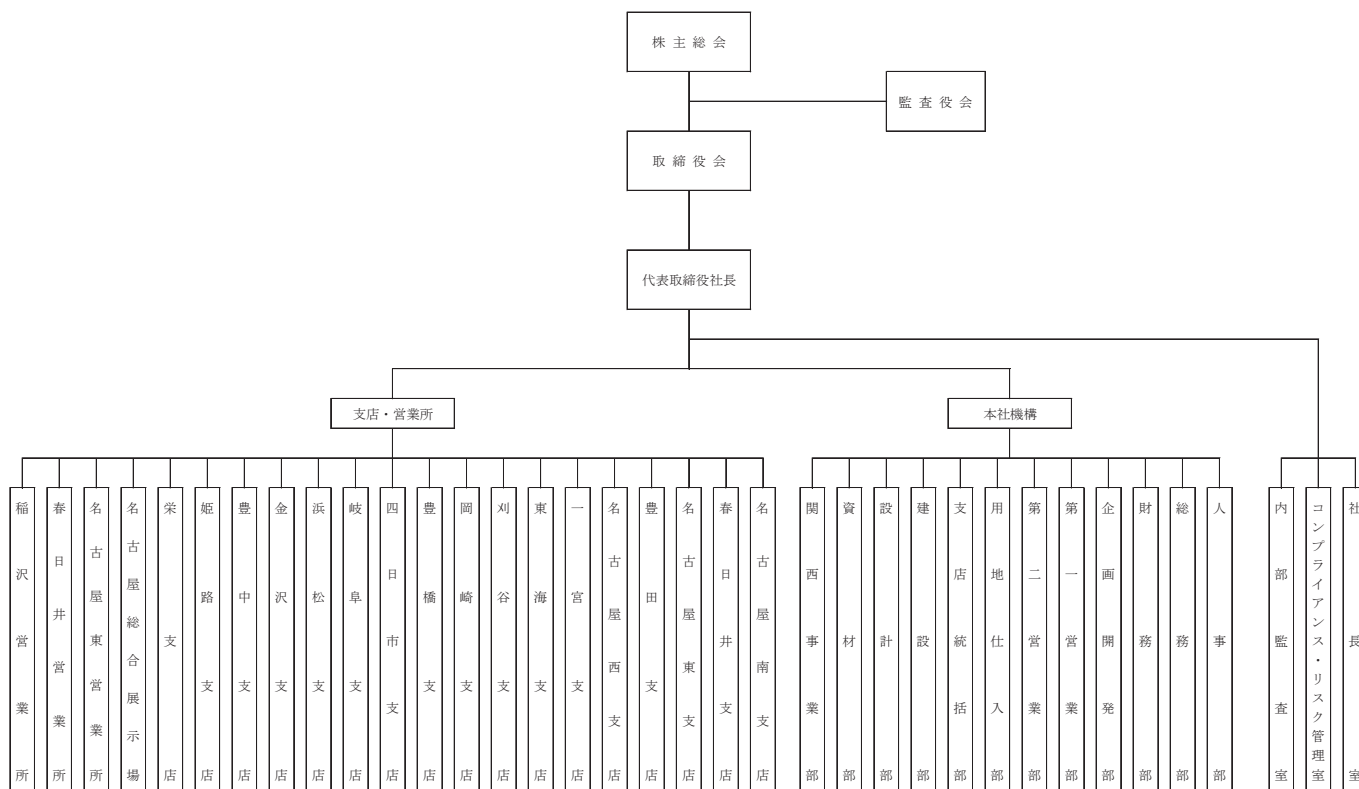 株主総会
監査役会
取締役会
代表取締役社長
支店・営業所
本社機構
稲沢営業所
春日井営業所
名古屋東営業所
名古屋総合展示場
栄支店
姫路支店
豊中支店
金沢支店
浜松支店
岐阜支店
四日市支店
豊橋支店
岡崎支店
刈谷支店
東海支店
一宮支店
名古屋西支店
豊田支店
名古屋東支店
春日井支店
名古屋南支店
関西事業部
資材部
設計部
建設部
支店統括部
用地仕入部
第二営業部
第一営業部
企画開発部
財務部
総務部
人事部
内部監査室
コンプライアンス・リスク管理室
社長室